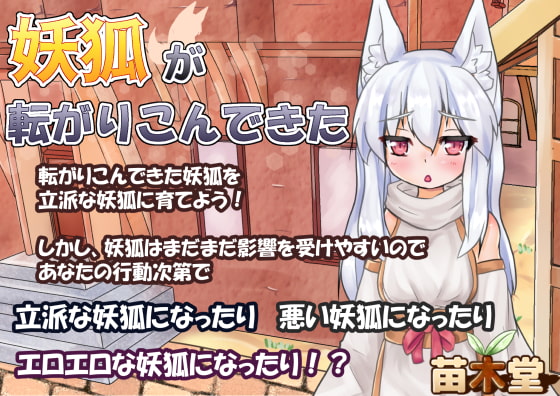 妖狐が
転がりこんできた
転がりこんできた妖狐を
立派な妖狐に育てよう！
しかし、妖狐はまだまだ影響を受けやすいので
あなたの行動次第で
立派な妖狐になったり　悪い妖狐になったり
エロエロな妖狐になったり！？
苗木堂